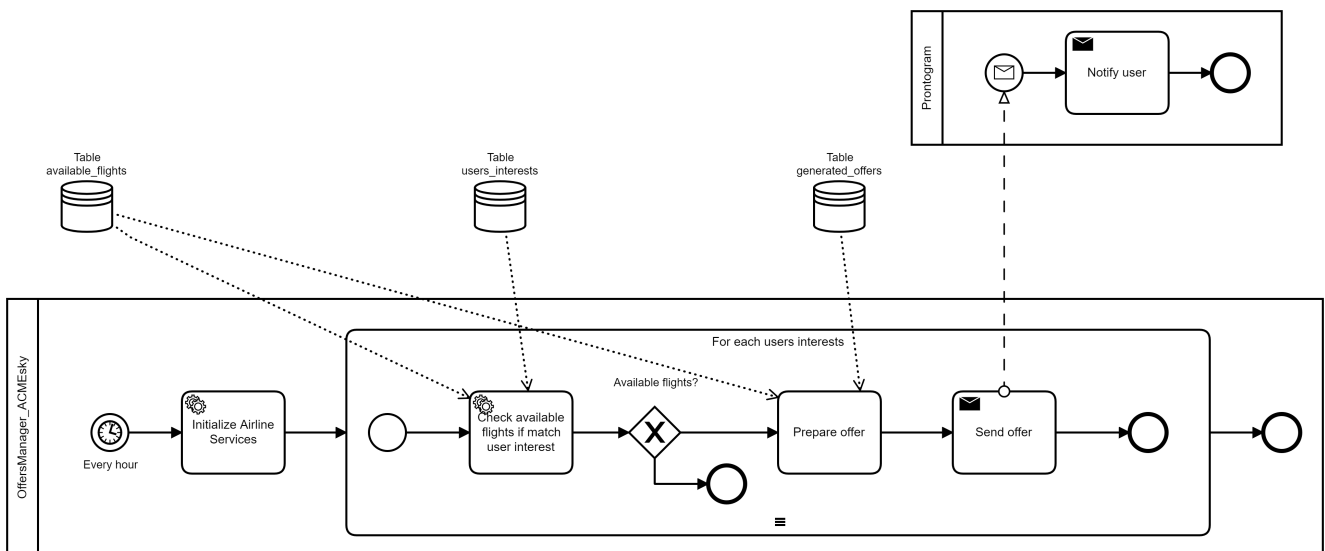 Prontogram
Notify user
Table
available_flights
Table
users_interests
Table
generated_offers
OffersManager_ACMEsky
For each users interests
Available flights?
Every hour
Initialize Airline
Services
Check available
flights if match
user interest
Prepare offer
Send offer